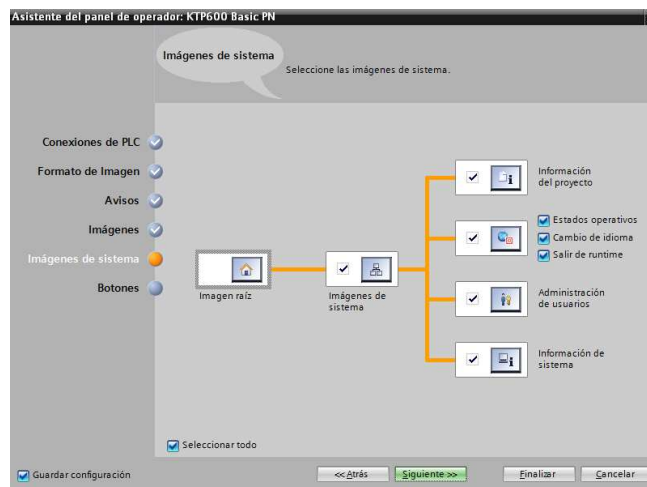 Asistente del panel de operador: KTP600 Basic PN
Imágenes de sistema
Seleccione las imágenes de sistema.
Conexiones de PLC
Formato de Imagen
Avisos
Imágenes
Imágenes de sistema
Botones
Imagen raíz
Imágenes de
sistema
Información
del proyecto
Estados operativos
Cambio de idioma
Salir de runtime
Administración
de usuarios
Información de
sistema
Seleccionar todo
Guardar configuración
<< Atrás
Siguiente >>
Finalizar
Cancelar